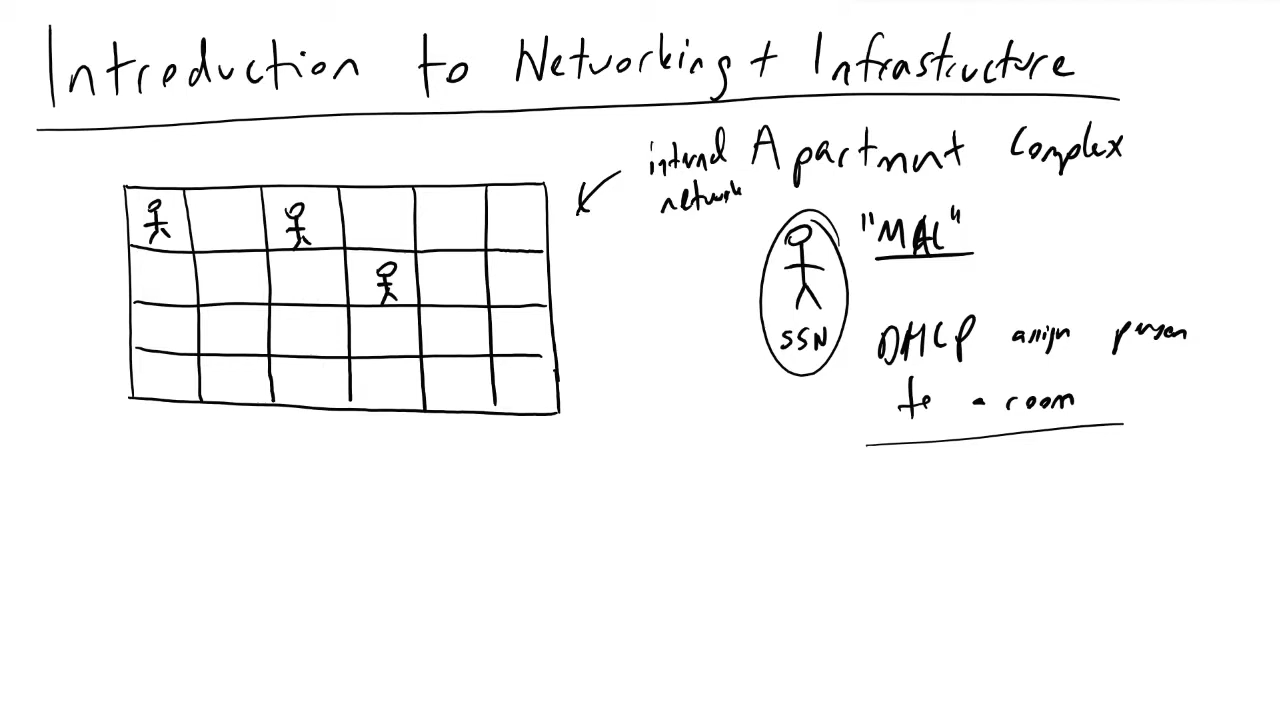 Introduction to Networking + Infrastructure
internal
network
Apartment Complex
"MAC"
SSN
DHCP assign person
to a room